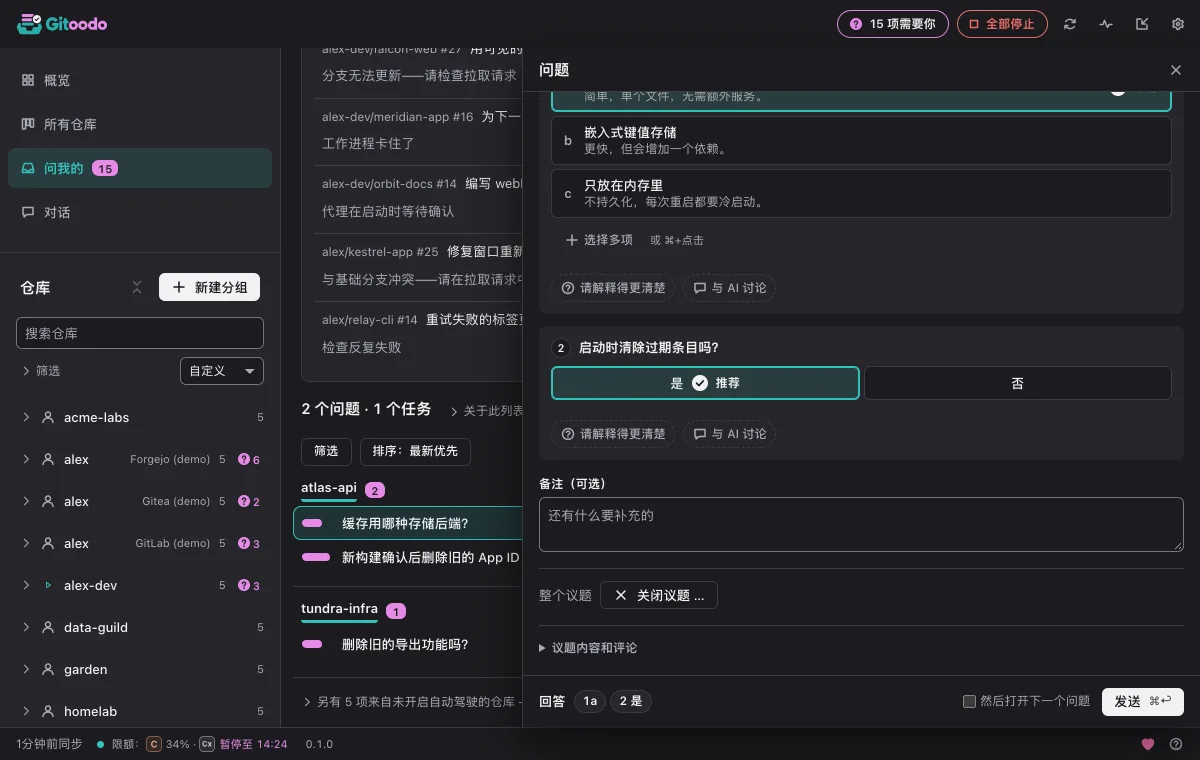 Gitoodo
15 项需要你
全部停止
概览
所有仓库
问我的 15
对话
仓库
新建分组
搜索仓库
筛选
自定义
acme-labs 5
alex Forgejo (demo) 5 6
alex Gitea (demo) 5 2
alex GitLab (demo) 5 3
alex-dev 5 3
data-guild 5
garden 5
homelab 5
alex-dev/falcon-web #27 用可见的
分支无法更新——请检查拉取请求
alex-dev/meridian-app #16 为下一
工作进程卡住了
alex-dev/orbit-docs #14 编写 web
代理在启动时等待确认
alex/kestrel-app #25 修复窗口重新
与基础分支冲突——请在拉取请求中
alex/relay-cli #14 重试失败的标签
检查反复失败
2 个问题 · 1 个任务
关于此列表
筛选
排序：最新优先
atlas-api 2
缓存用哪种存储后端?
新构建确认后删除旧的 App ID
tundra-infra 1
删除旧的导出功能吗?
另有 5 项来自未开启自动驾驶的仓库
问题
简单，单个文件，无需额外服务。
b 嵌入式键值存储
更快，但会增加一个依赖。
c 只放在内存里
不持久化，每次重启都要冷启动。
选择多项 或 ⌘+点击
请解释得更清楚 与 AI 讨论
2 启动时清除过期条目吗?
是 推荐 否
请解释得更清楚 与 AI 讨论
备注（可选）
还有什么要补充的
整个议题 关闭议题 ...
议题内容和评论
回答 1a 2 是
然后打开下一个问题
发送 ⌘↩
1分钟前同步 限额: C 34% · Cx 暂停至 14:24 0.1.0